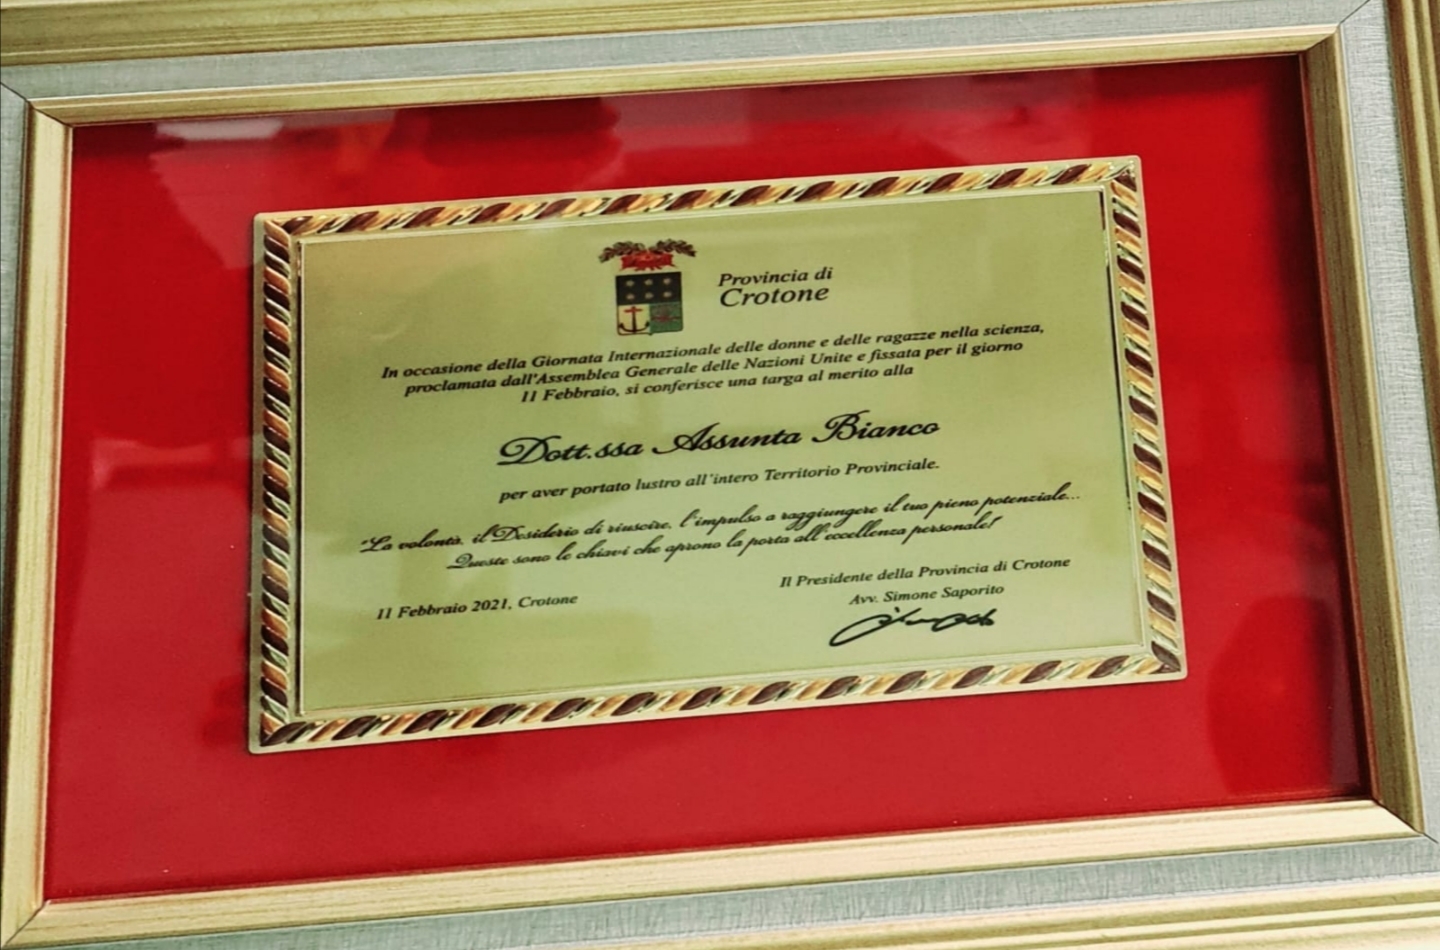 Provincia di
Crotone
In occasione della Giornata Internazionale delle donne e delle ragazze nella scienza,
proclamata dall'Assemblea Generale delle Nazioni Unite e fissata per il giorno
11 Febbraio, si conferisce una targa al merito alla
Dott.ssa Assunta Bianco
per aver portato lustro all'intero Territorio Provinciale.
"La volontà, il Desiderio di riuscire, l'impulso a raggiungere il tuo pieno potenziale...
Queste sono le chiavi che aprono la porta all'eccellenza personale!
Il Presidente della Provincia di Crotone
11 Febbraio 2021, Crotone
Avv. Simone Saporito